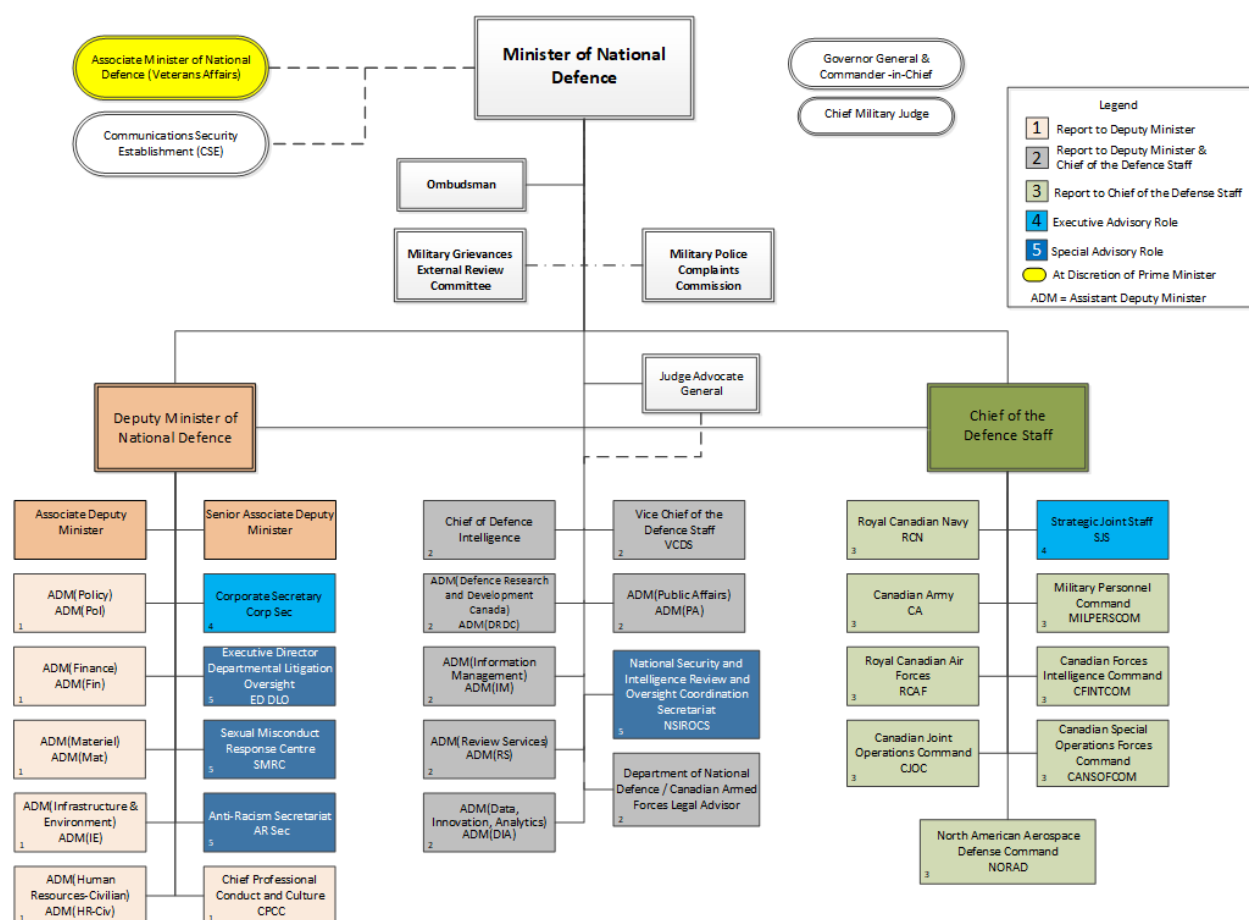 Minister of National
Defence
Associate Minister of National
Defence (Veterans Affairs)
Communications Security
Establishment (CSE)
Governor General &
Commander -in-Chief
Chief Military Judge
Legend
1 Report to Deputy Minister
2 Report to Deputy Minister &
Chief of the Defence Staff
3 Report to Chief of the Defense Staff
4 Executive Advisory Role
5 Special Advisory Role
At Discretion of Prime Minister
ADM = Assistant Deputy Minister
Ombudsman
Military Grievances
External Review
Committee
Military Police
Complaints
Commission
Judge Advocate
General
Deputy Minister of
National Defence
Chief of the
Defence Staff
Associate Deputy
Minister
Senior Associate Deputy
Minister
ADM(Policy)
ADM(Pol)
1
Corporate Secretary
Corp Sec
4
ADM(Finance)
ADM(Fin)
1
Executive Director
Departmental Litigation
Oversight
ED DLO
5
ADM(Materiel)
ADM(Mat)
1
Sexual Misconduct
Response Centre
SMRC
5
ADM(Infrastructure &
Environment)
ADM(IE)
1
Anti-Racism Secretariat
AR Sec
5
ADM(Human
Resources-Civilian)
ADM(HR-Civ)
1
Chief Professional
Conduct and Culture
CPCC
1
Chief of Defence
Intelligence
2
Vice Chief of the
Defence Staff
VCDS
2
ADM(Defence Research
and Development
Canada)
ADM(DRDC)
2
ADM(Public Affairs)
ADM(PA)
2
ADM(Information
Management)
ADM(IM)
2
National Security and
Intelligence Review and
Oversight Coordination
Secretariat
NSIROCS
5
ADM(Review Services)
ADM(RS)
2
Department of National
Defence / Canadian Armed
Forces Legal Advisor
2
ADM(Data,
Innovation, Analytics)
ADM(DIA)
2
Royal Canadian Navy
RCN
3
Strategic Joint Staff
SJS
4
Canadian Army
CA
3
Military Personnel
Command
MILPERSCOM
3
Royal Canadian Air
Forces
RCAF
3
Canadian Forces
Intelligence Command
CFINTCOM
3
Canadian Joint
Operations Command
CJOC
3
Canadian Special
Operations Forces
Command
CANSOFCOM
3
North American Aerospace
Defense Command
NORAD
3